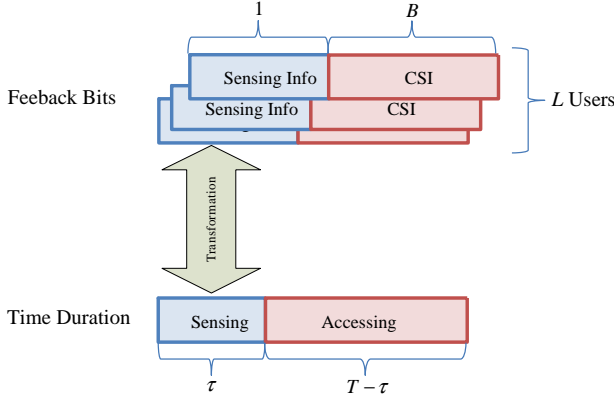 1
B
Sensing Info
CSI
Feeback Bits
Sensing Info
CSI
L Users
Transformation
Time Duration
Sensing
Accessing
τ
T − τ